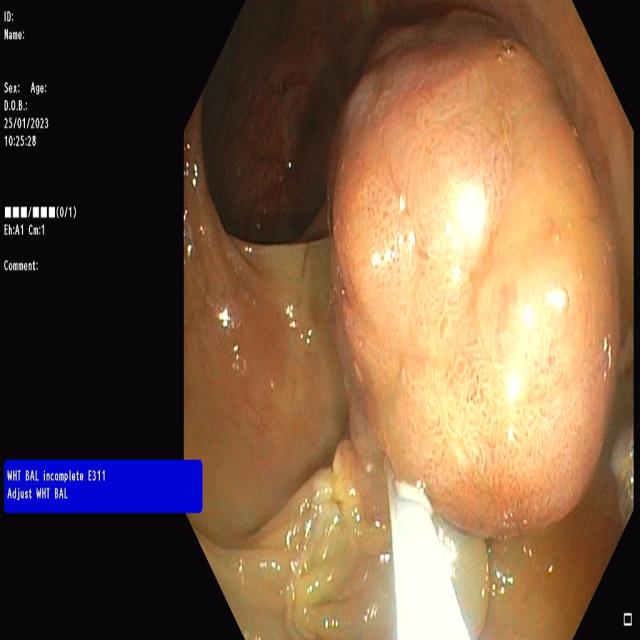 ID:
Name:
Sex: Age:
D.O.B.:
25/01/2023
10:25:28
■■■/■■■(0/1)
Eh:A1 Cm:1
Comment:
WHT BAL incomplete E311
Adjust WHT BAL